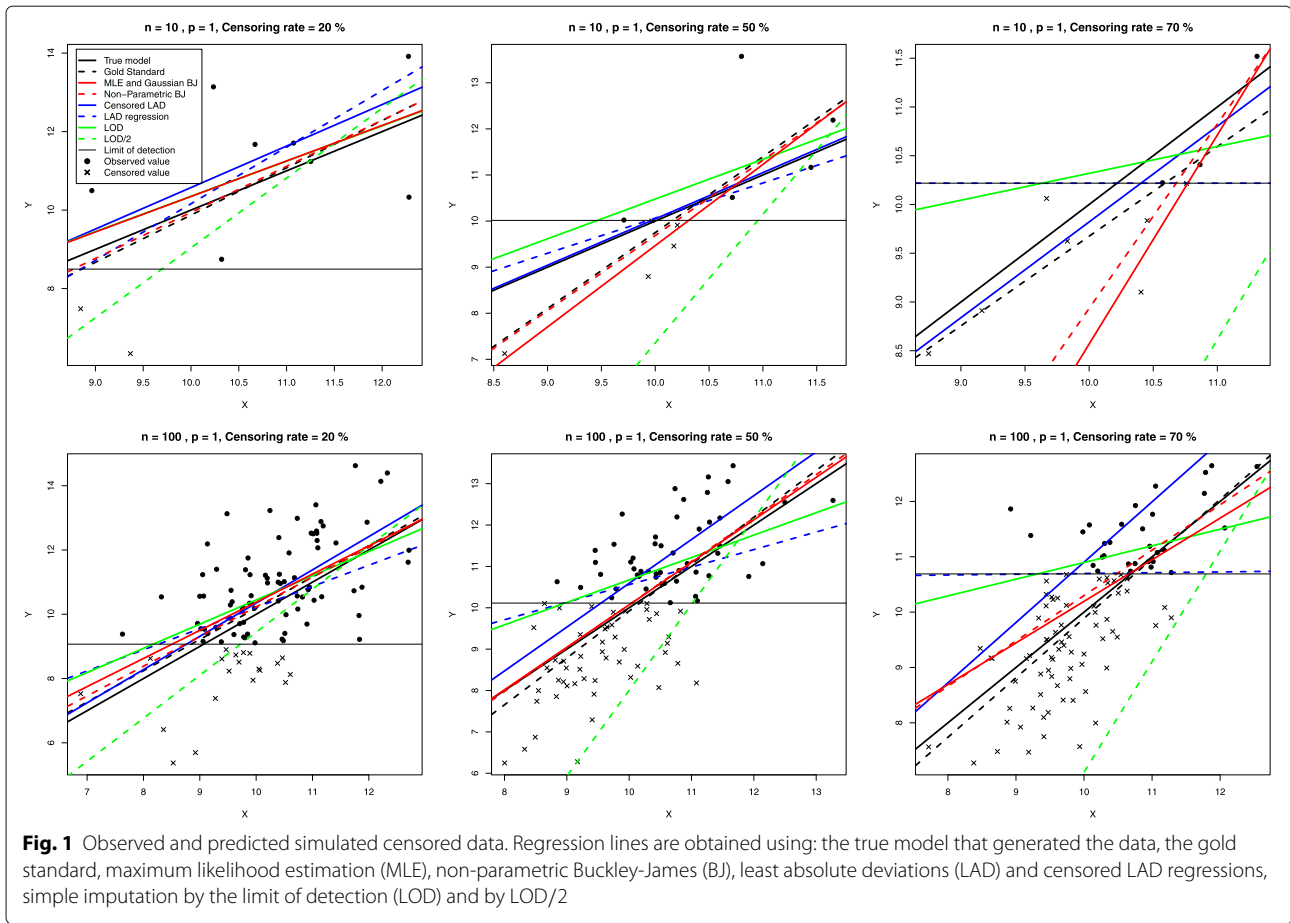 n = 10 , p = 1, Censoring rate = 20 %
n = 10 , p = 1, Censoring rate = 50 %
n = 10 , p = 1, Censoring rate = 70 %
True model
Gold Standard
MLE and Gaussian BJ
Non−Parametric BJ
Censored LAD
LAD regression
LOD
LOD/2
Limit of detection
Observed value
Censored value
Y
8
10
12
14
9.0
9.5
10.0
10.5
11.0
11.5
12.0
X
Y
7
8
9
10
11
12
13
8.5
9.0
9.5
10.0
10.5
11.0
11.5
X
Y
8.5
9.0
9.5
10.0
10.5
11.0
11.5
9.0
9.5
10.0
10.5
11.0
X
n = 100 , p = 1, Censoring rate = 20 %
n = 100 , p = 1, Censoring rate = 50 %
n = 100 , p = 1, Censoring rate = 70 %
Y
6
8
10
12
14
7
8
9
10
11
12
X
Y
6
7
8
9
10
11
12
13
8
9
10
11
12
13
X
Y
8
9
10
11
12
8
9
10
11
12
X
Fig. 1 Observed and predicted simulated censored data. Regression lines are obtained using: the true model that generated the data, the gold
standard, maximum likelihood estimation (MLE), non-parametric Buckley-James (BJ), least absolute deviations (LAD) and censored LAD regressions,
simple imputation by the limit of detection (LOD) and by LOD/2